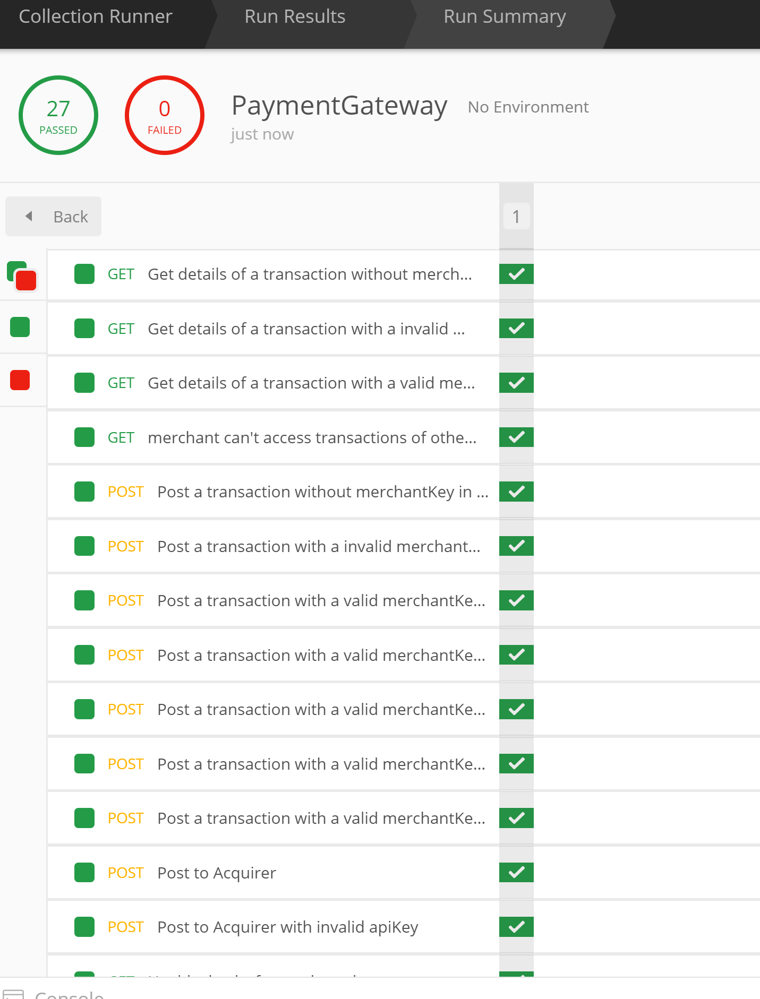 Collection Runner Run Results Run Summary
27
PASSED
0
FAILED
PaymentGateway No Environment
just now
Back 1
GET Get details of a transaction without merch...
GET Get details of a transaction with a invalid ...
GET Get details of a transaction with a valid me...
GET merchant can't access transactions of othe...
POST Post a transaction without merchantKey in ...
POST Post a transaction with a invalid merchant...
POST Post a transaction with a valid merchantKe...
POST Post a transaction with a valid merchantKe...
POST Post a transaction with a valid merchantKe...
POST Post a transaction with a valid merchantKe...
POST Post a transaction with a valid merchantKe...
POST Post to Acquirer
POST Post to Acquirer with invalid apiKey
GET
Console